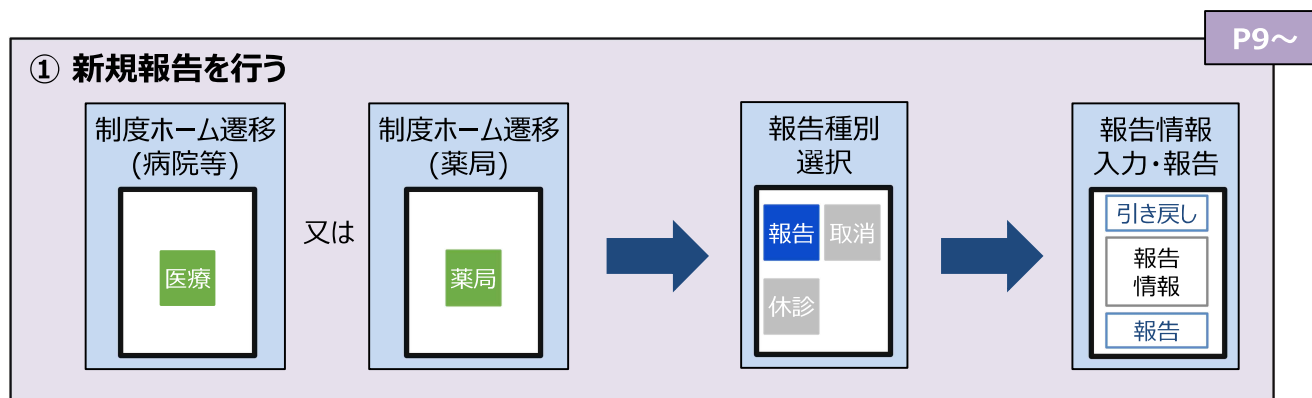 P9～
① 新規報告を行う
制度ホーム遷移
(病院等)
医療
又は
制度ホーム遷移
(薬局)
薬局
報告種別
選択
報告 取消
休診
報告情報
入力・報告
引き戻し
報告
情報
報告